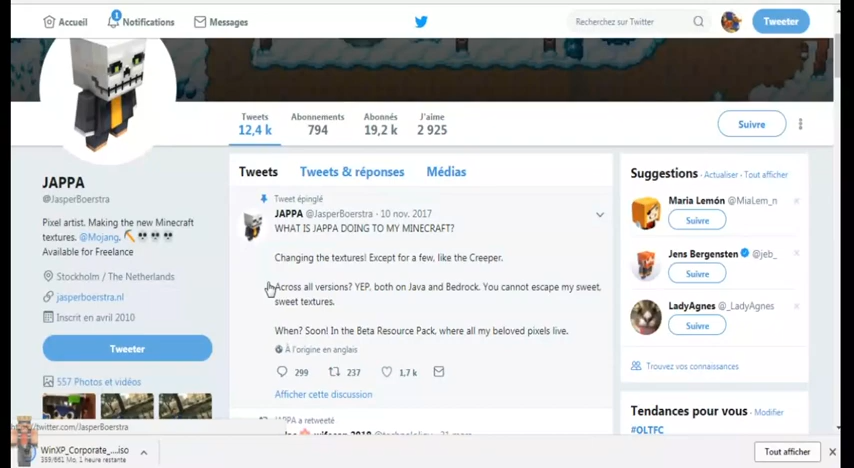 Accueil
1
Notifications
Messages
Recherchez sur Twitter
Tweeter
Tweets
12,4 k
Abonnements
794
Abonnés
19,2 k
J'aime
2 925
Suivre
JAPPA
@JasperBoerstra
Pixel artist. Making the new Minecraft
textures. @Mojang.
Available for Freelance
Stockholm / The Netherlands
jasperboerstra.nl
Inscrit en avril 2010
Tweeter
557 Photos et vidéos
Tweets
Tweets & réponses
Médias
Tweet épinglé
JAPPA @JasperBoerstra · 10 nov. 2017
WHAT IS JAPPA DOING TO MY MINECRAFT?
Changing the textures! Except for a few, like the Creeper.
Across all versions? YEP, both on Java and Bedrock. You cannot escape my sweet,
sweet textures.
When? Soon! In the Beta Resource Pack, where all my beloved pixels live.
À l'origine en anglais
299
237
1,7 k
Afficher cette discussion
JAPPA a retweeté
Suggestions · Actualiser · Tout afficher
Maria Lemón @MiaLem_n
Suivre
Jens Bergensten @jeb_
Suivre
LadyAgnes @_LadyAgnes
Suivre
Trouvez vos connaissances
Tendances pour vous · Modifier
#OLTFC
twitter.com/JasperBoerstra
WinXP_Corporate_....iso
661 Mo, 1 heure restante
Tout afficher